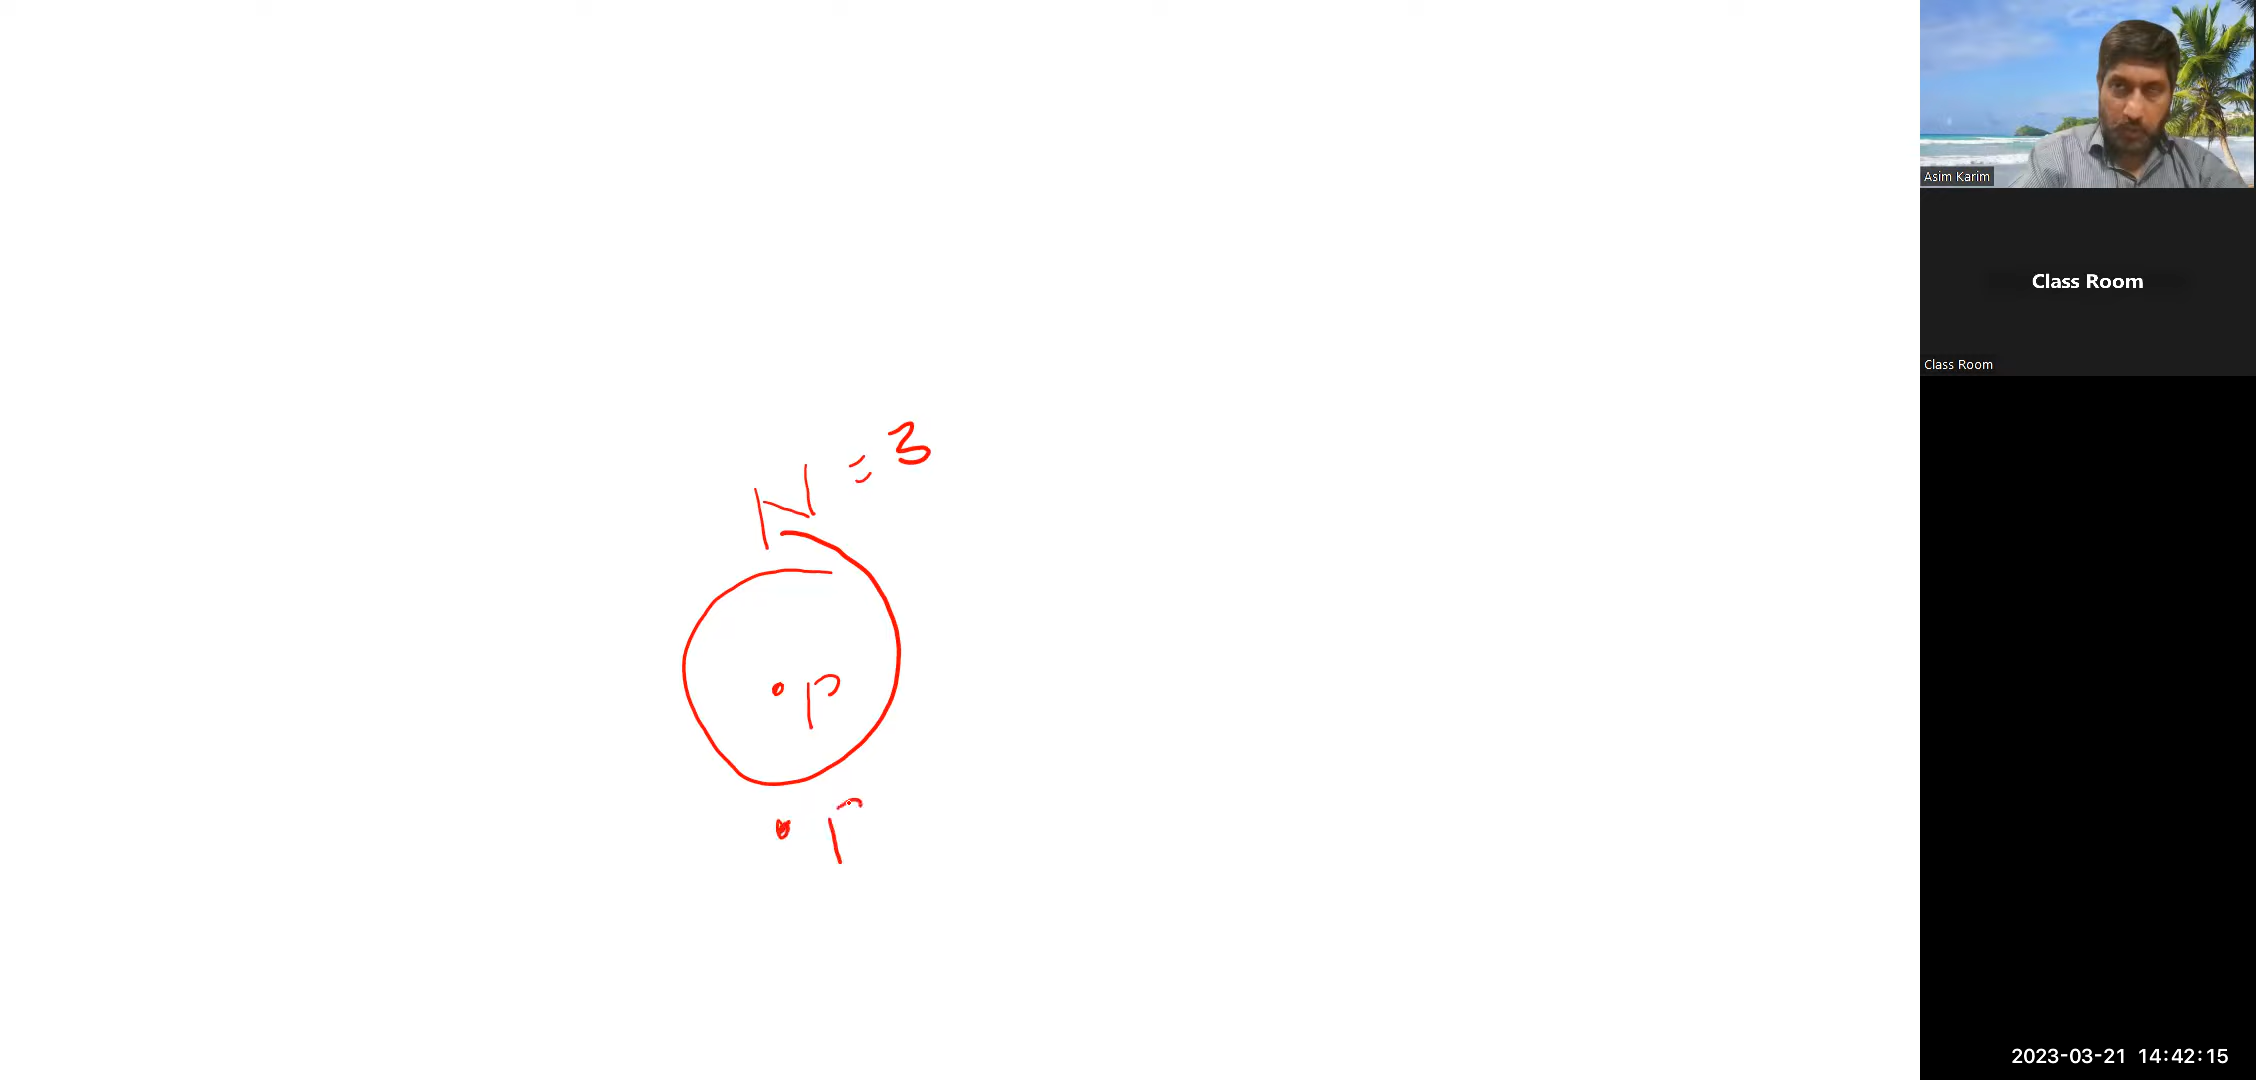 N = 3
P
P
Asim Karim
Class Room
Class Room
2023-03-21 14:42:15